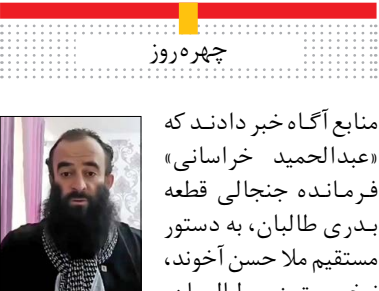 چهره روز
منابع آگاه خبر دادند که
«عبدالحمید خراسانی»
فرمانده جنجالی قطعه
بدری طالبان، به دستور
مستقیم ملا حسن آخوند،